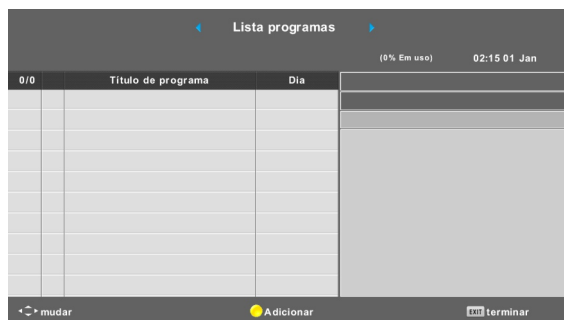 Lista programas
(0% Em uso) 02:15 01 Jan
0/0 Título de programa Dia
mudar Adicionar EXIT terminar